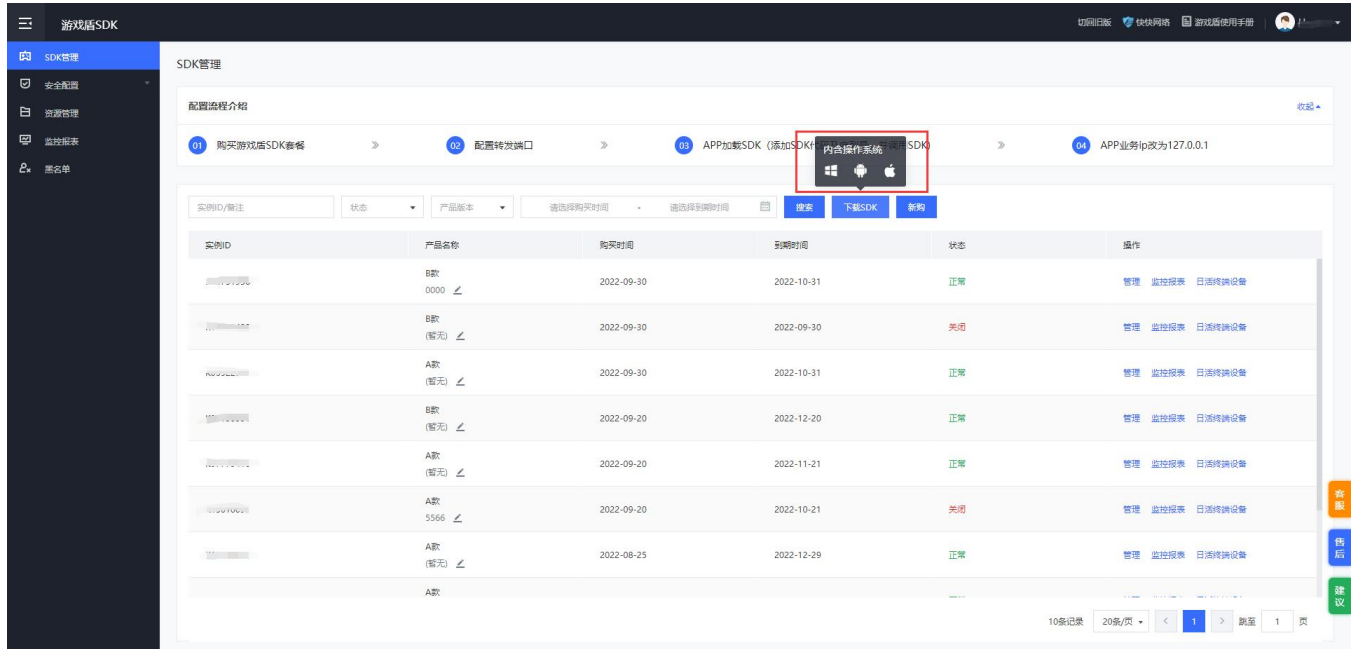 游戏盾SDK
切回旧版 快快网络 游戏盾使用手册
SDK管理
安全配置
资源管理
监控报表
黑名单
SDK管理
配置流程介绍 收起
01 购买游戏盾SDK套餐 02 配置转发端口 03 APP加载SDK（添加SDK SDK) 04 APP业务ip改为127.0.0.1
内含操作系统
实例ID/备注 状态 产品版本 请选择购买时间 - 请选择到期时间 搜索 下载SDK 新购
实例ID 产品名称 购买时间 到期时间 状态 操作
B款
0000 2022-09-30 2022-10-31 正常 管理 监控报表 日活终端设备
B款
(暂无) 2022-09-30 2022-09-30 关闭 管理 监控报表 日活终端设备
A款
(暂无) 2022-09-30 2022-10-31 正常 管理 监控报表 日活终端设备
B款
(暂无) 2022-09-20 2022-12-20 正常 管理 监控报表 日活终端设备
A款
(暂无) 2022-09-20 2022-11-21 正常 管理 监控报表 日活终端设备
A款
5566 2022-09-20 2022-10-21 关闭 管理 监控报表 日活终端设备
A款
(暂无) 2022-08-25 2022-12-29 正常 管理 监控报表 日活终端设备
A款
客服
售后
建议
10条记录 20条/页 1 跳至 1 页